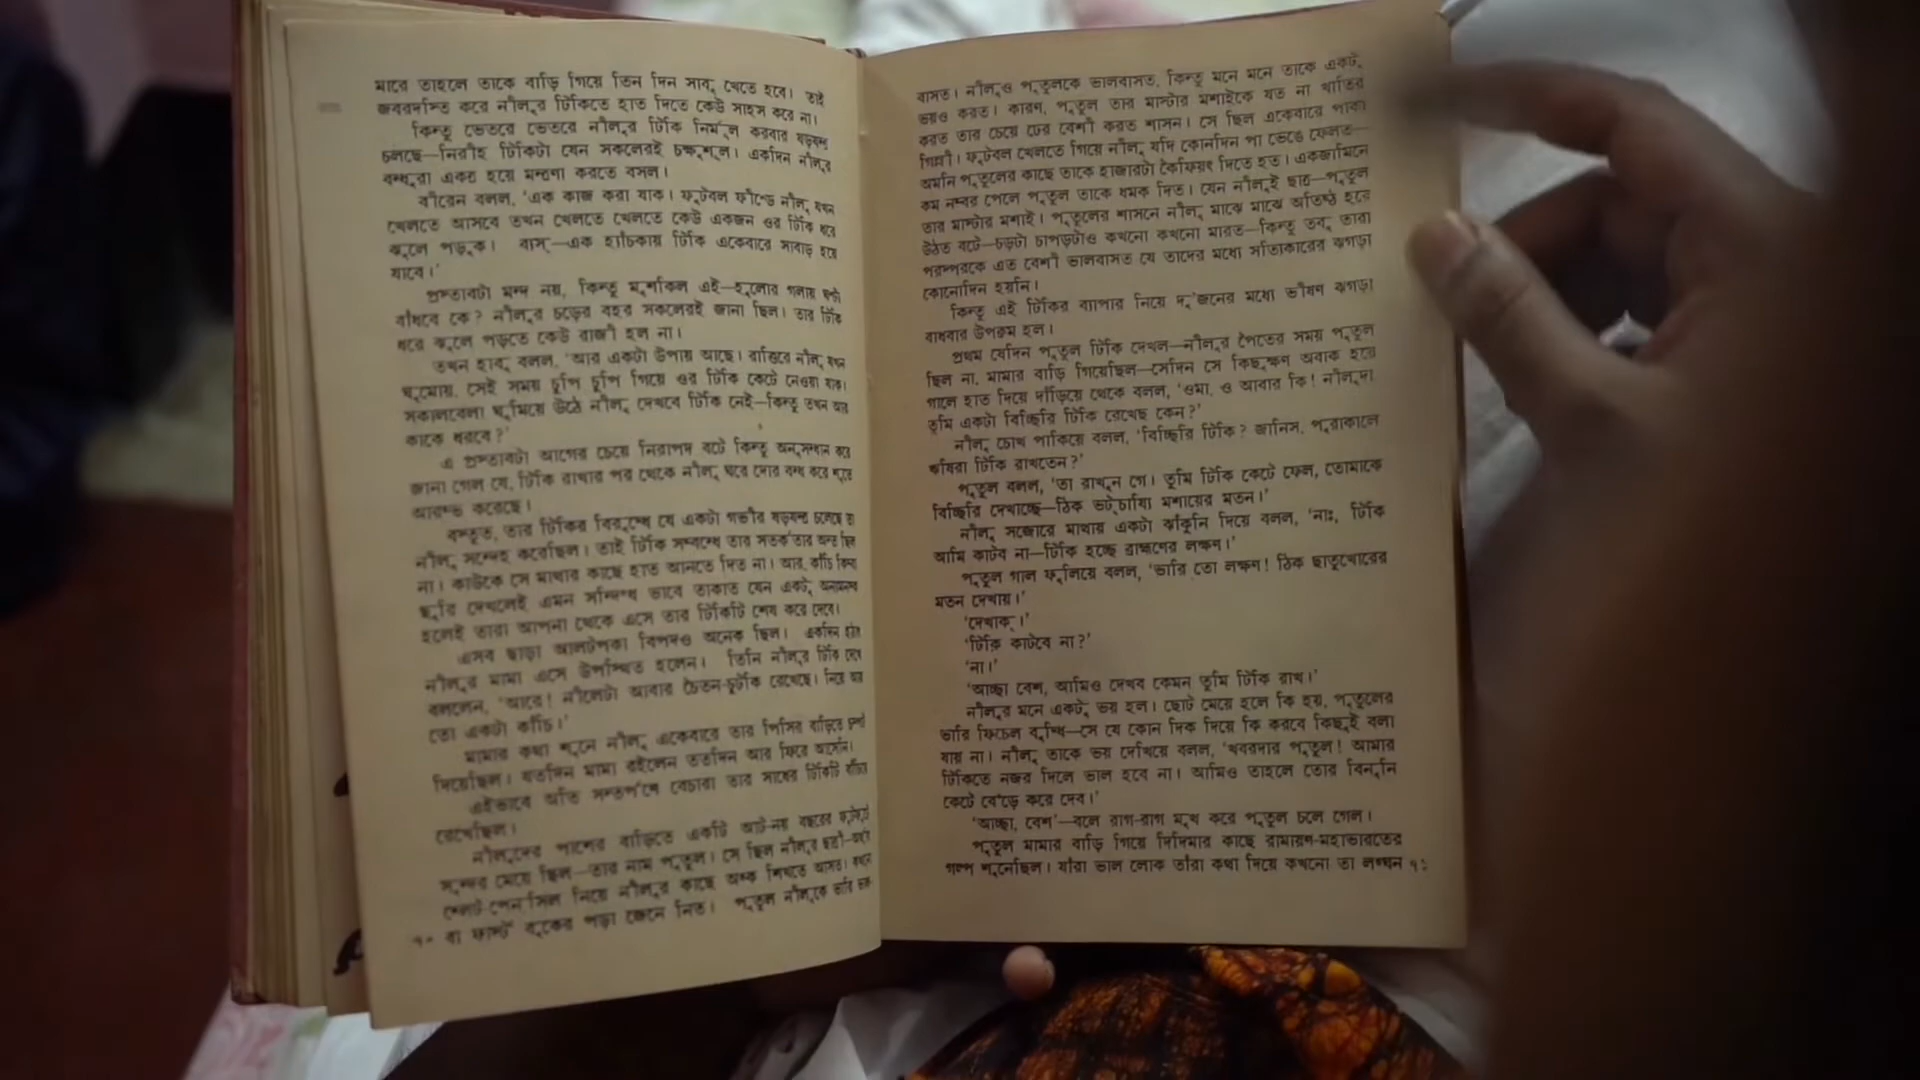 মারে তাহলে তাকে বাড়ি গিয়ে তিন দিন সাবু খেতে হবে। তাই
জবরদস্তি করে নীলুর টিকিতে হাত দিতে কেউ সাহস করে না।
কিন্তু ভেতরে ভেতরে নীলুর টিকি নির্মূল করবার ষড়যন্ত্র
চলছে—নিরীহ টিকিটা যেন সকলেরই চক্ষুশূল। একদিন নীলুর
বন্ধুরা একত্র হয়ে মন্ত্রণা করতে বসল।
বীরেন বলল, 'এক কাজ করা যাক। ফুটবল ফীল্ডে নীলু যখন
খেলতে আসবে তখন খেলতে খেলতে কেউ একজন ওর টিকি ধরে
ঝুলে পড়ুক। বাস্—এক হ্যাঁচকায় টিকি একেবারে সাবাড় হয়ে
যাবে।'
প্রস্তাবটা মন্দ নয়, কিন্তু মুশকিল এই—হুলোর গলায় ঘণ্টা
বাঁধবে কে? নীলুর চড়ের বহর সকলেরই জানা ছিল। তার টিকি
ধরে ঝুলে পড়তে কেউ রাজী হল না।
তখন হাবু বলল, 'আর একটা উপায় আছে। রাত্তিরে নীলু যখন
ঘুমোয়, সেই সময় চুপি চুপি গিয়ে ওর টিকি কেটে নেওয়া যাক।
সকালবেলা ঘুমিয়ে উঠে নীলু দেখবে টিকি নেই—কিন্তু তখন আর
কাকে ধরবে?'
এ প্রস্তাবটা আগের চেয়ে নিরাপদ বটে কিন্তু অনুসন্ধান করে
জানা গেল যে, টিকি রাখার পর থেকে নীলু ঘরে দোর বন্ধ করে শুতে
আরম্ভ করেছে।
বস্তুত, তার টিকির বিরুদ্ধে যে একটা গভীর ষড়যন্ত্র চলেছে তা
নীলু সন্দেহ করেছিল। তাই টিকি সম্বন্ধে তার সতর্কতার অন্ত ছিল
না। কাউকে সে মাথার কাছে হাত আনতে দিত না। আর, কাঁচি কিম্বা
ছুরি দেখলেই এমন সন্দিগ্ধ ভাবে তাকাত যেন একটু অন্যমনস্ক
হলেই তারা আপনা থেকে এসে তার টিকিটি শেষ করে দেবে।
এসব ছাড়া আলটপকা বিপদও অনেক ছিল। একদিন হঠাৎ
নীলুর মামা এসে উপস্থিত হলেন। তিনি নীলুর টিকি দেখে
বললেন, 'আরে! নীলেটা আবার চৈতন-চুটকি রেখেছে। নিয়ে আয়
তো একটা কাঁচি।'
মামার কথা শুনে নীলু একেবারে তার পিসির বাড়িতে চম্পট
দিয়েছিল। যতদিন মামা রইলেন ততদিন আর ফিরে আসেনি।
এইভাবে অতি সন্তর্পণে বেচারা তার সাধের টিকিটি বাঁচিয়ে
রেখেছিল।
নীলুদের পাশের বাড়িতে একটি আট-নয় বছরের ফুটফুটে
সুন্দর মেয়ে ছিল—তার নাম পুতুল। সে ছিল নীলুর ছাত্রী—অর্থাৎ
শ্লেট-পেনসিল নিয়ে নীলুর কাছে অঙ্ক শিখতে আসত। কখন
৭০ বা ফার্স্ট বুকের পড়া জেনে নিত। পুতুল নীলুকে ভারি ভাল-
বাসত। নীলুও পুতুলকে ভালবাসত, কিন্তু মনে মনে তাকে একটু
ভয়ও করত। কারণ, পুতুল তার মাস্টার মশাইকে যত না খাতির
করত তার চেয়ে ঢের বেশী করত শাসন। সে ছিল একেবারে পাকা
গিন্নী। ফুটবল খেলতে গিয়ে নীলু যদি কোনদিন পা ভেঙে ফেলত—
অমনি পুতুলের কাছে তাকে হাজারটা কৈফিয়ৎ দিতে হত। একজামিনে
কম নম্বর পেলে পুতুল তাকে ধমক দিত। যেন নীলুই ছাত্র—পুতুল
তার মাস্টার মশাই। পুতুলের শাসনে নীলু মাঝে মাঝে অতিষ্ঠ হয়ে
উঠত বটে—চড়টা চাপড়টাও কখনো কখনো মারত—কিন্তু তবু তারা
পরস্পরকে এত বেশী ভালবাসত যে তাদের মধ্যে সত্যিকারের ঝগড়া
কোনোদিন হয়নি।
কিন্তু এই টিকির ব্যাপার নিয়ে দু'জনের মধ্যে ভীষণ ঝগড়া
বাধবার উপক্রম হল।
প্রথম যেদিন পুতুল টিকি দেখল—নীলুর পৈতের সময় পুতুল
ছিল না, মামার বাড়ি গিয়েছিল—সেদিন সে কিছুক্ষণ অবাক হয়ে
গালে হাত দিয়ে দাঁড়িয়ে থেকে বলল, 'ওমা, ও আবার কি! নীলুদা
তুমি একটা বিচ্ছিরি টিকি রেখেছ কেন?'
নীলু চোখ পাকিয়ে বলল, 'বিচ্ছিরি টিকি? জানিস, পুরাকালে
ঋষিরা টিকি রাখতেন?'
পুতুল বলল, 'তা রাখুন গে। তুমি টিকি কেটে ফেল, তোমাকে
বিচ্ছিরি দেখাচ্ছে—ঠিক ভট্‌চায্যি মশায়ের মতন।'
নীলু সজোরে মাথায় একটা ঝাঁকুনি দিয়ে বলল, 'নাঃ, টিকি
আমি কাটব না—টিকি হচ্ছে ব্রাহ্মণের লক্ষণ।'
পুতুল গাল ফুলিয়ে বলল, 'ভারি তো লক্ষণ! ঠিক ছাতুখোরের
মতন দেখায়।'
'দেখাক্।'
'টিকি কাটবে না?'
'না।'
'আচ্ছা বেশ, আমিও দেখব কেমন তুমি টিকি রাখ।'
নীলুর মনে একটু ভয় হল। ছোট মেয়ে হলে কি হয়, পুতুলের
ভারি ফিচেল বুদ্ধি—সে যে কোন দিক দিয়ে কি করবে কিছুই বলা
যায় না। নীলু তাকে ভয় দেখিয়ে বলল, 'খবরদার পুতুল! আমার
টিকিতে নজর দিলে ভাল হবে না। আমিও তাহলে তোর বিনুনি
কেটে বেঁড়ে করে দেব।'
'আচ্ছা, বেশ'—বলে রাগ-রাগ মুখ করে পুতুল চলে গেল।
পুতুল মামার বাড়ি গিয়ে দিদিমার কাছে রামায়ণ-মহাভারতের
গল্প শুনেছিল। যাঁরা ভাল লোক তাঁরা কথা দিয়ে কখনো তা লঙ্ঘন ৭১